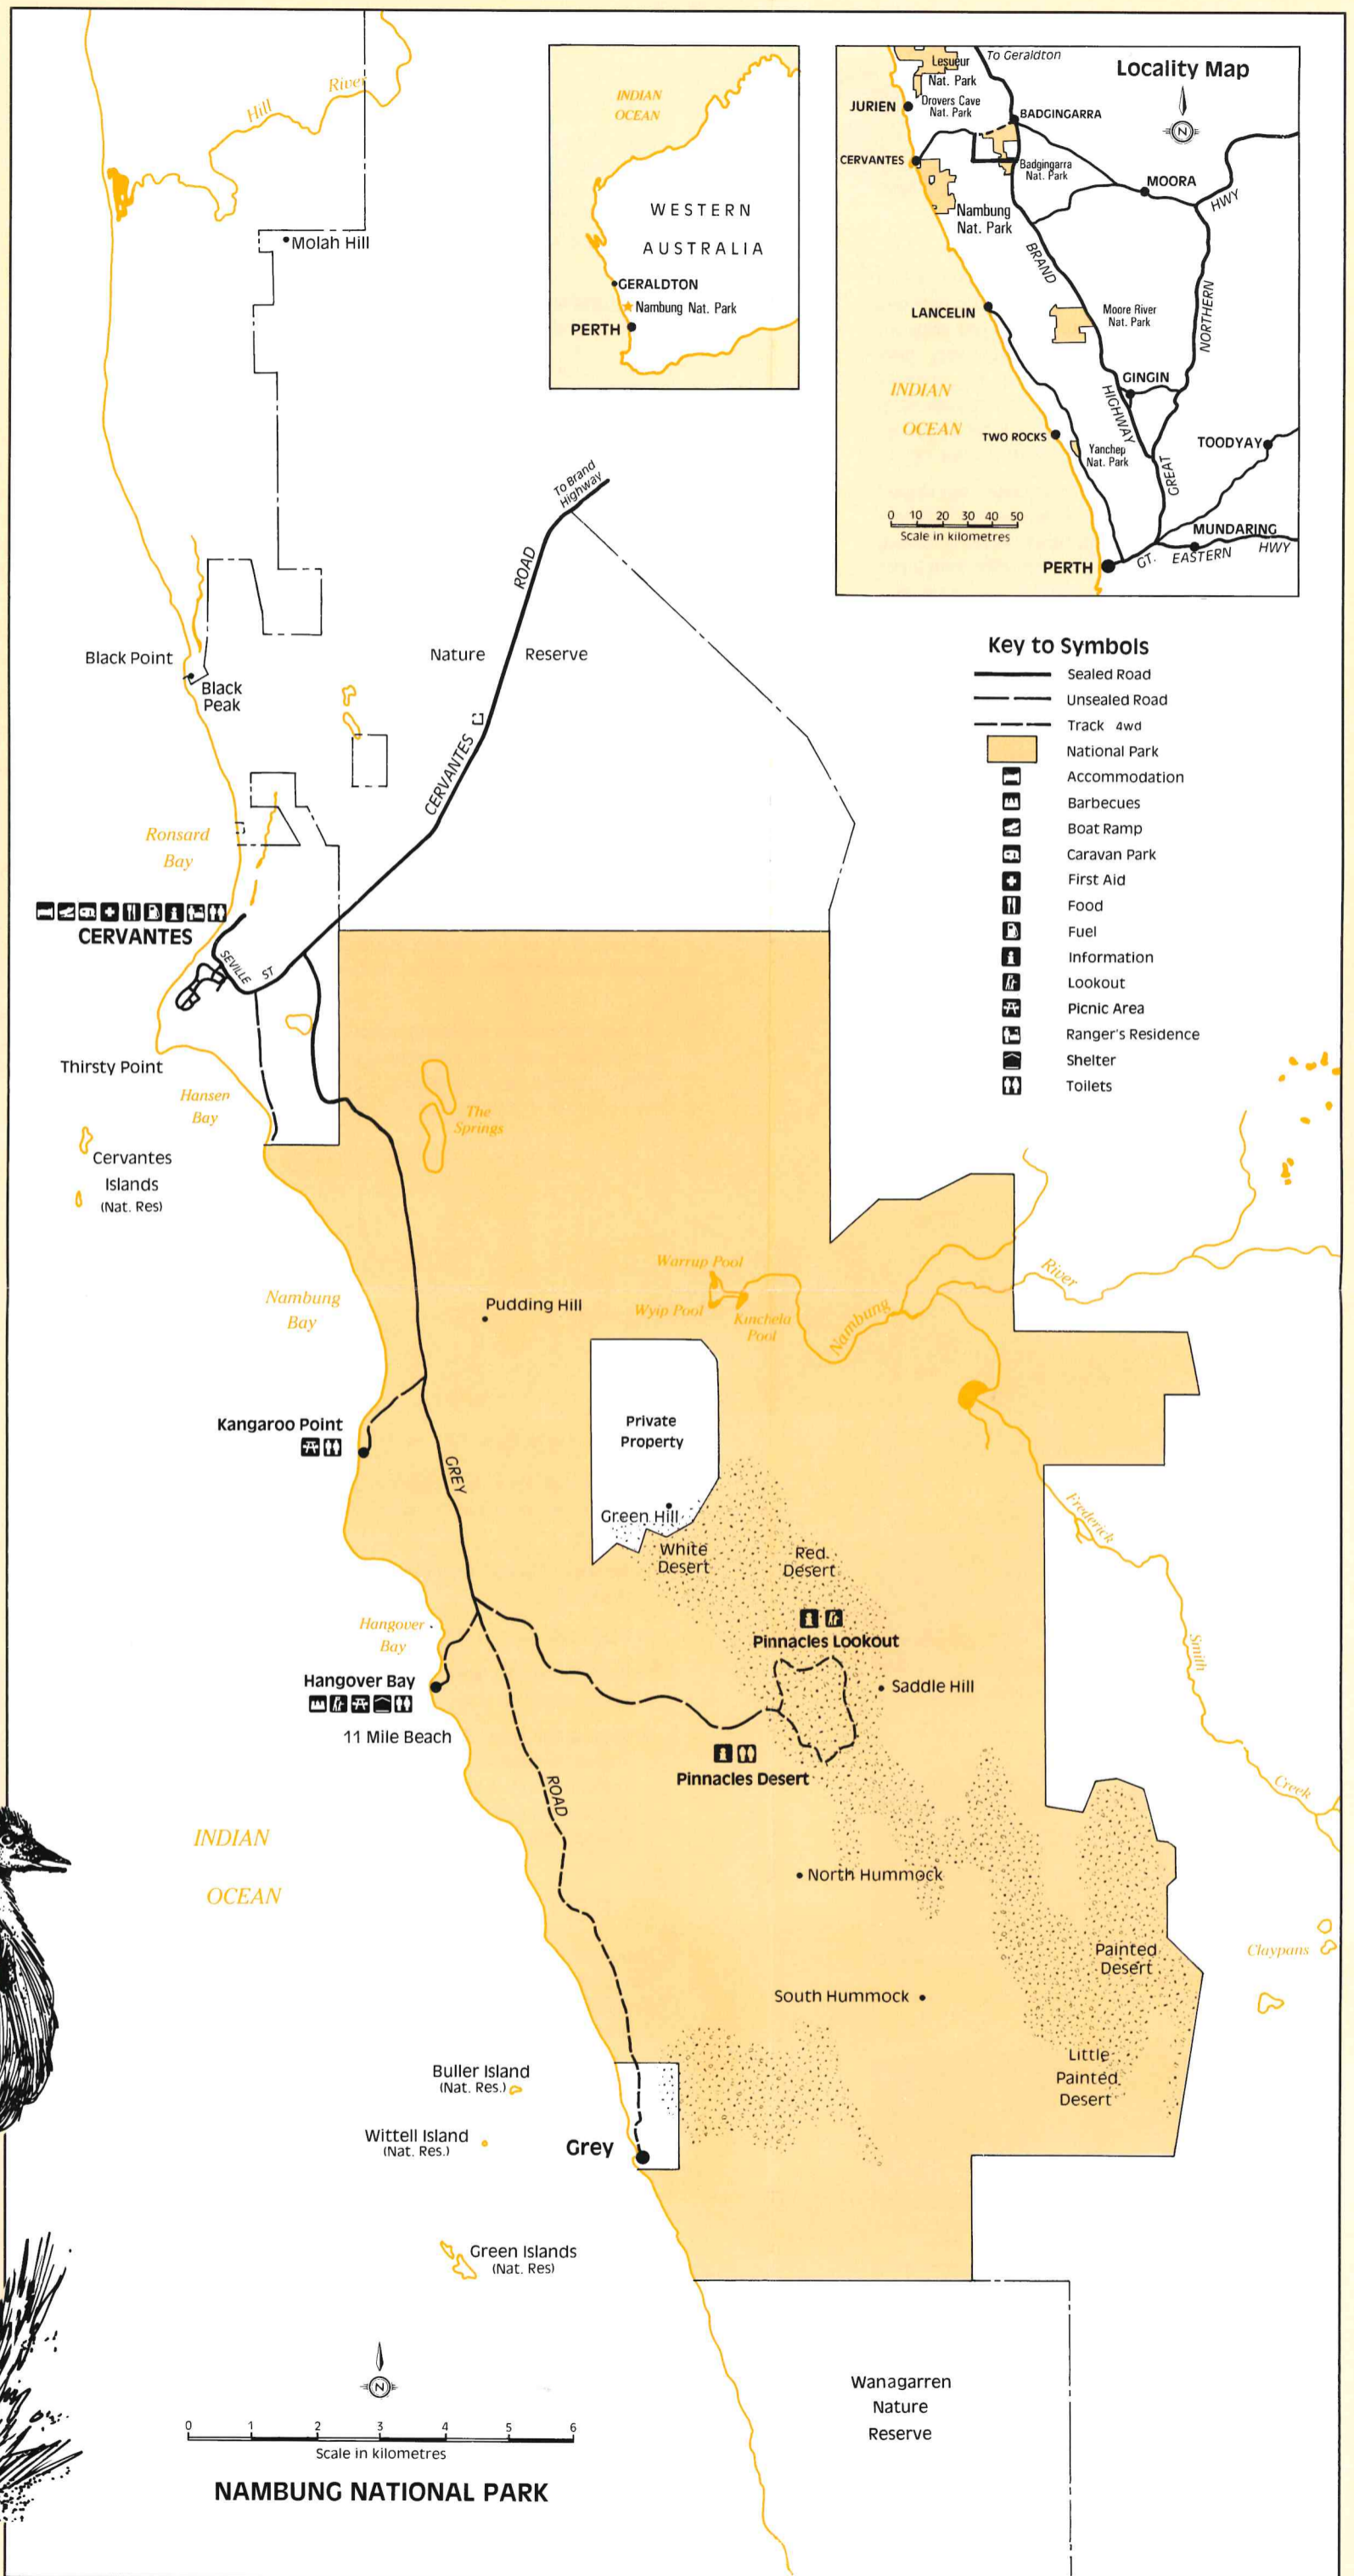 Hill
River
Molah Hill
INDIAN
OCEAN
WESTERN
AUSTRALIA
GERALDTON
Nambung Nat. Park
PERTH
Locality Map
N
To Geraldton
Lesueur
Nat. Park
JURIEN
Drovers Cave
Nat. Park
BADGINGARRA
CERVANTES
Badgingarra
Nat. Park
MOORA
HWY
Nambung
Nat. Park
BRAND
NORTHERN
LANCELIN
Moore River
Nat. Park
INDIAN
OCEAN
GINGIN
HIGHWAY
TWO ROCKS
Yanchep
Nat. Park
TOODYAY
GREAT
0 10 20 30 40 50
Scale in kilometres
MUNDARING
PERTH
GT. EASTERN HWY
To Brand
Highway
ROAD
CERVANTES
Nature Reserve
Black Point
Black
Peak
Key to Symbols
Sealed Road
Unsealed Road
Track 4wd
National Park
Accommodation
Barbecues
Boat Ramp
Caravan Park
First Aid
Food
Fuel
Information
Lookout
Picnic Area
Ranger's Residence
Shelter
Toilets
Ronsard
Bay
CERVANTES
SEVILLE ST
Thirsty Point
Hansen
Bay
Cervantes
Islands
(Nat. Res)
The
Springs
Nambung
Bay
Pudding Hill
Warrup Pool
Wyip Pool
Kinchela
Pool
Nambung
River
Kangaroo Point
Private
Property
GREY
Green Hill
White
Desert
Red
Desert
Frederick
Smith
Creek
Hangover
Bay
Pinnacles Lookout
Hangover Bay
Saddle Hill
11 Mile Beach
Pinnacles Desert
ROAD
INDIAN
OCEAN
North Hummock
Painted
Desert
Claypans
South Hummock
Little
Painted
Desert
Buller Island
(Nat. Res.)
Wittell Island
(Nat. Res.)
Grey
Green Islands
(Nat. Res)
N
Wanagarren
Nature
Reserve
0 1 2 3 4 5 6
Scale in kilometres
NAMBUNG NATIONAL PARK